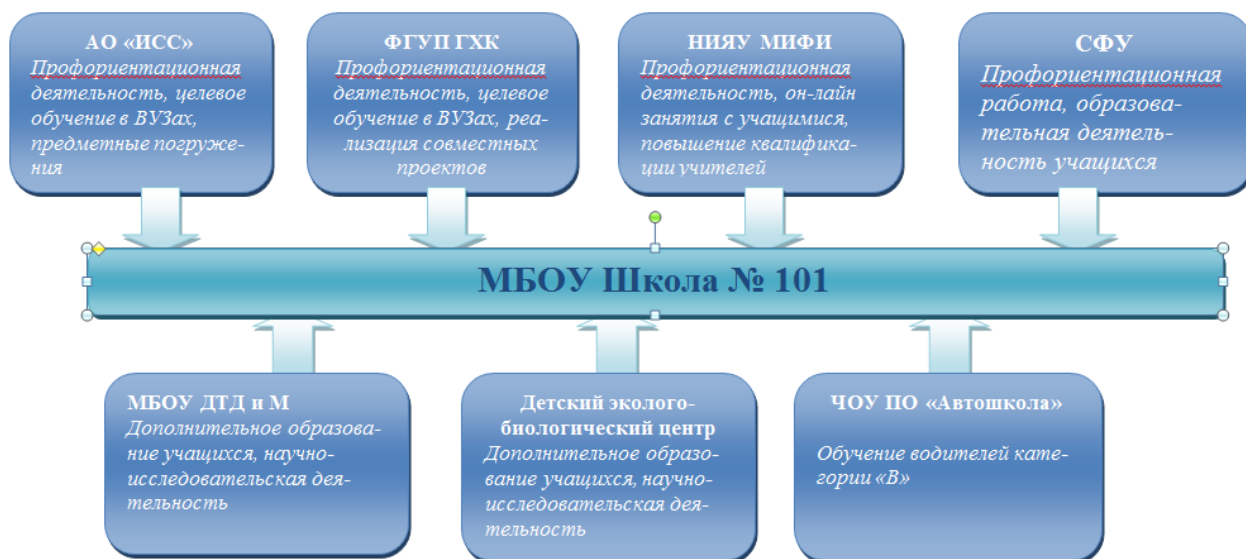 АО «ИСС»
Профориентационная
деятельность, целевое
обучение в ВУЗах,
предметные погруже-
ния
ФГУП ГХК
Профориентационная
деятельность, целевое
обучение в ВУЗах, реа-
лизация совместных
проектов
НИЯУ МИФИ
Профориентационная
деятельность, он-лайн
занятия с учащимися,
повышение квалифика-
ции учителей
СФУ
Профориентационная
работа, образова-
тельная деятель-
ность учащихся
МБОУ Школа № 101
МБОУ ДТД и М
Дополнительное образова-
ние учащихся, научно-
исследовательская дея-
тельность
Детский эколого-
биологический центр
Дополнительное образо-
вание учащихся, научно-
исследовательская дея-
тельность
ЧОУ ПО «Автошкола»
Обучение водителей кате-
гории «В»